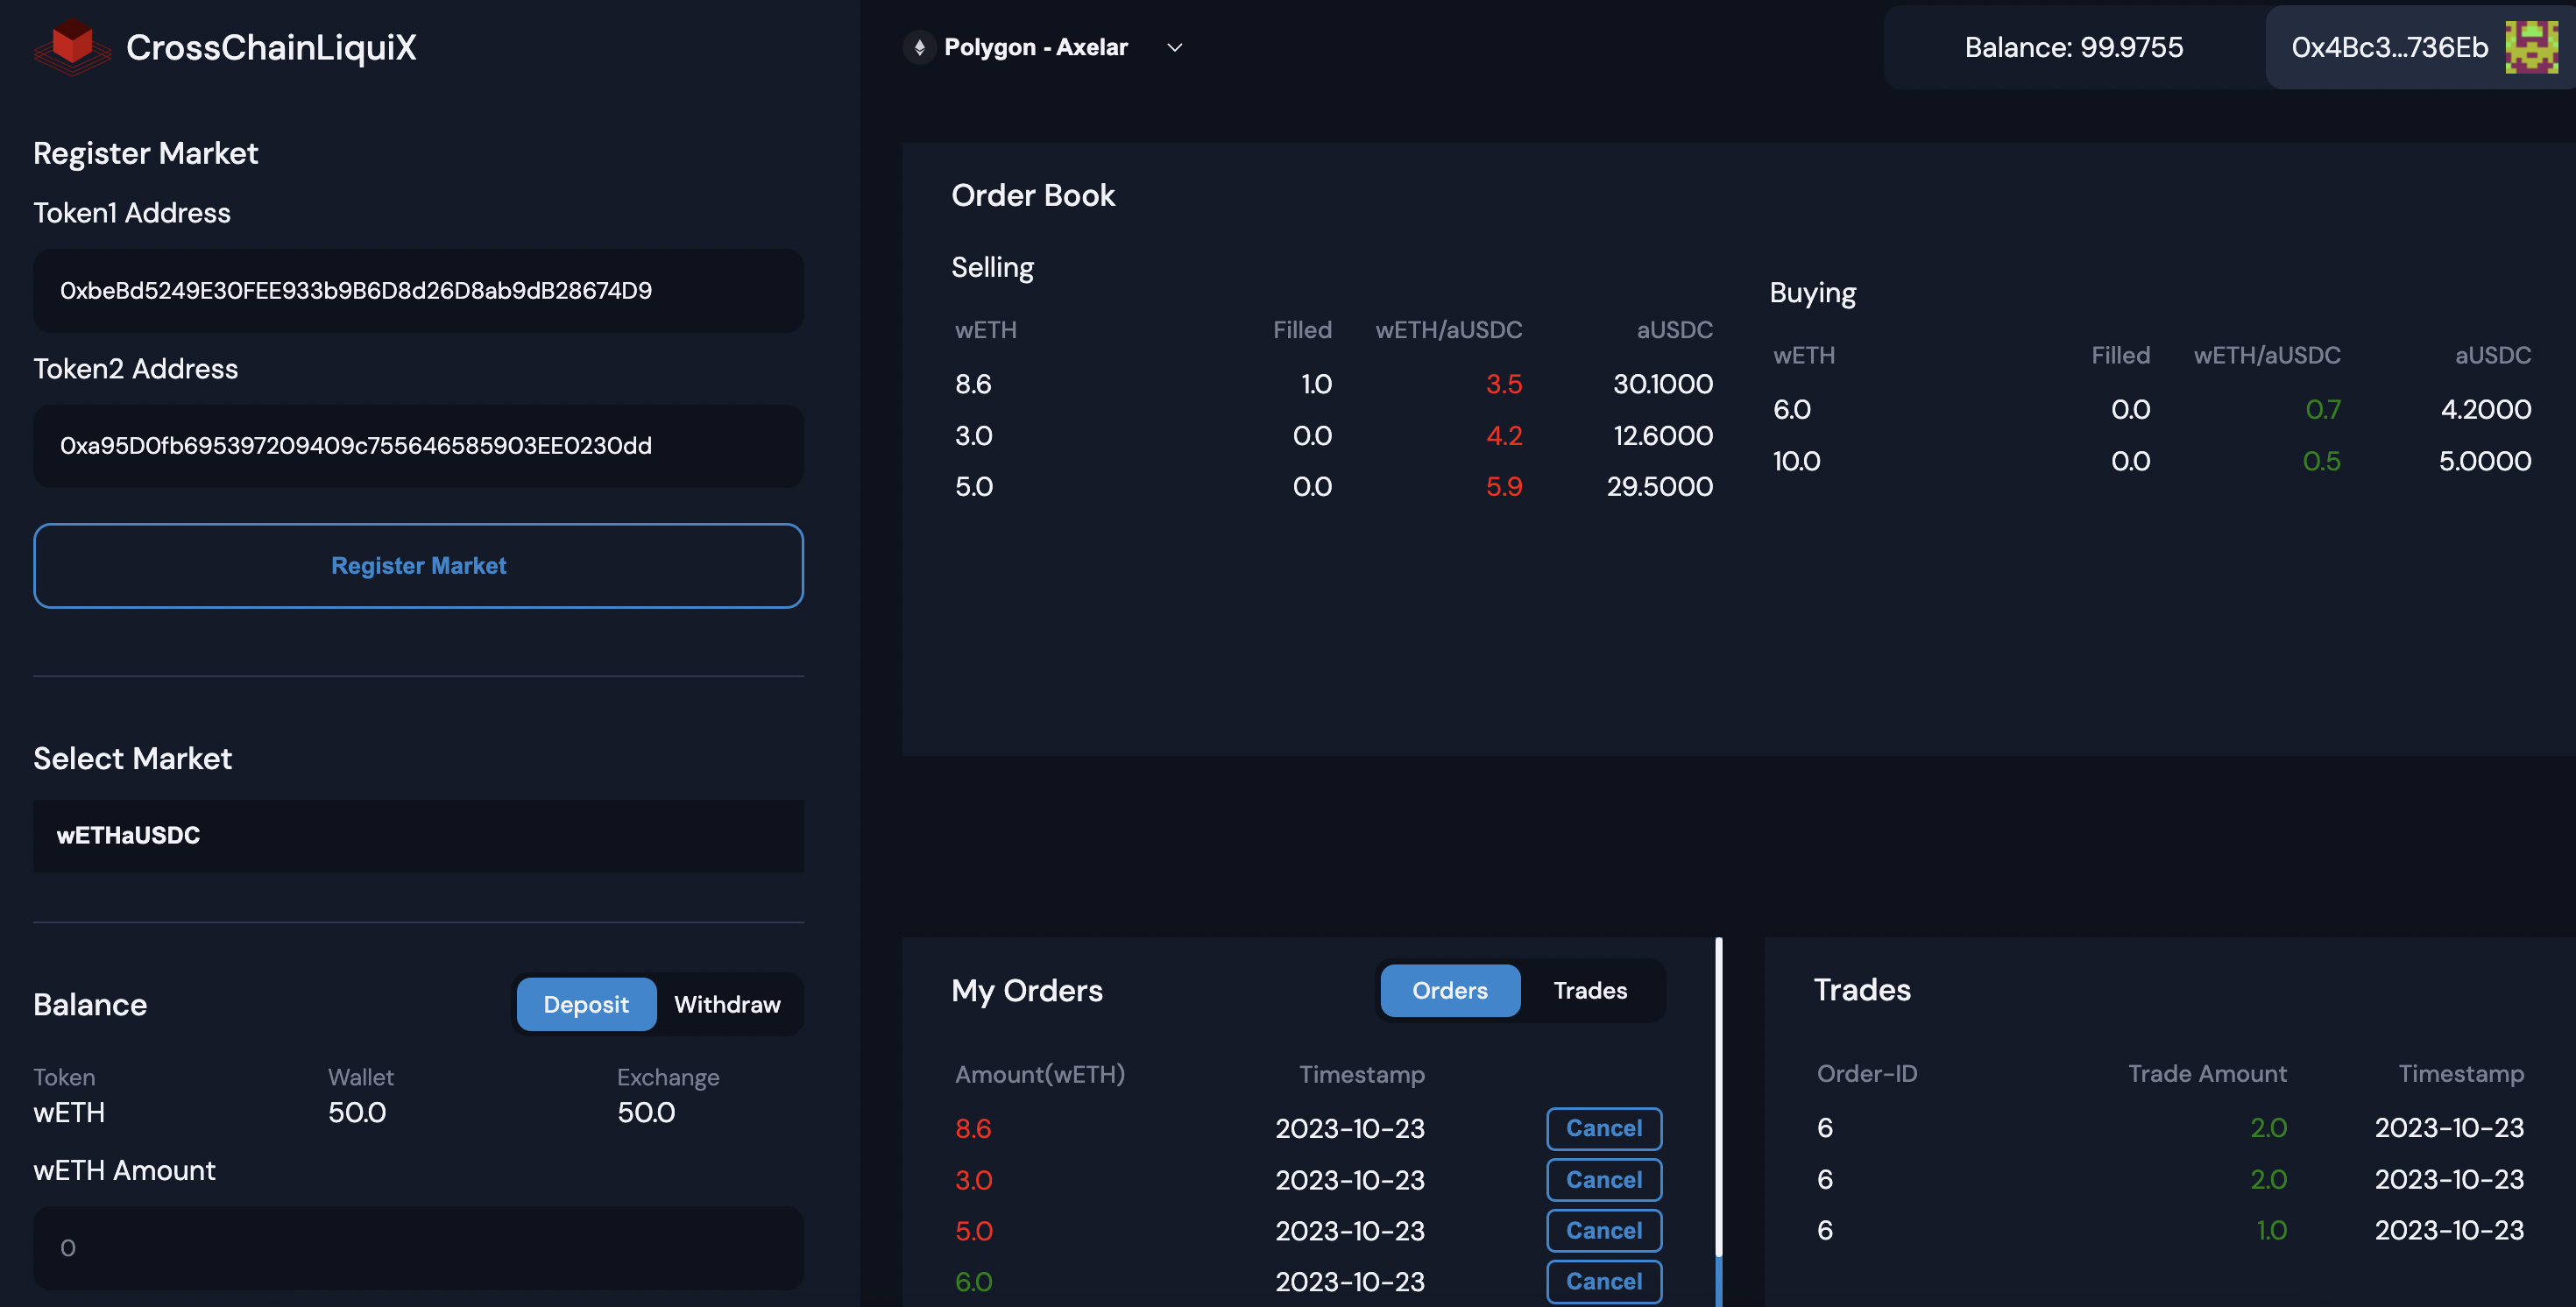 CrossChainLiquiX
Polygon - Axelar
Balance: 99.9755
0x4Bc3...736Eb
Register Market
Token1 Address
0xbeBd5249E30FEE933b9B6D8d26D8ab9dB28674D9
Token2 Address
0xa95D0fb695397209409c755646585903EE0230dd
Register Market
Select Market
wETHaUSDC
Balance
Deposit Withdraw
Token Wallet Exchange
wETH 50.0 50.0
wETH Amount
0
Order Book
Selling
wETH Filled wETH/aUSDC aUSDC
8.6 1.0 3.5 30.1000
3.0 0.0 4.2 12.6000
5.0 0.0 5.9 29.5000
Buying
wETH Filled wETH/aUSDC aUSDC
6.0 0.0 0.7 4.2000
10.0 0.0 0.5 5.0000
My Orders
Orders Trades
Amount(wETH) Timestamp
8.6 2023-10-23 Cancel
3.0 2023-10-23 Cancel
5.0 2023-10-23 Cancel
6.0 2023-10-23 Cancel
Trades
Order-ID Trade Amount Timestamp
6 2.0 2023-10-23
6 2.0 2023-10-23
6 1.0 2023-10-23